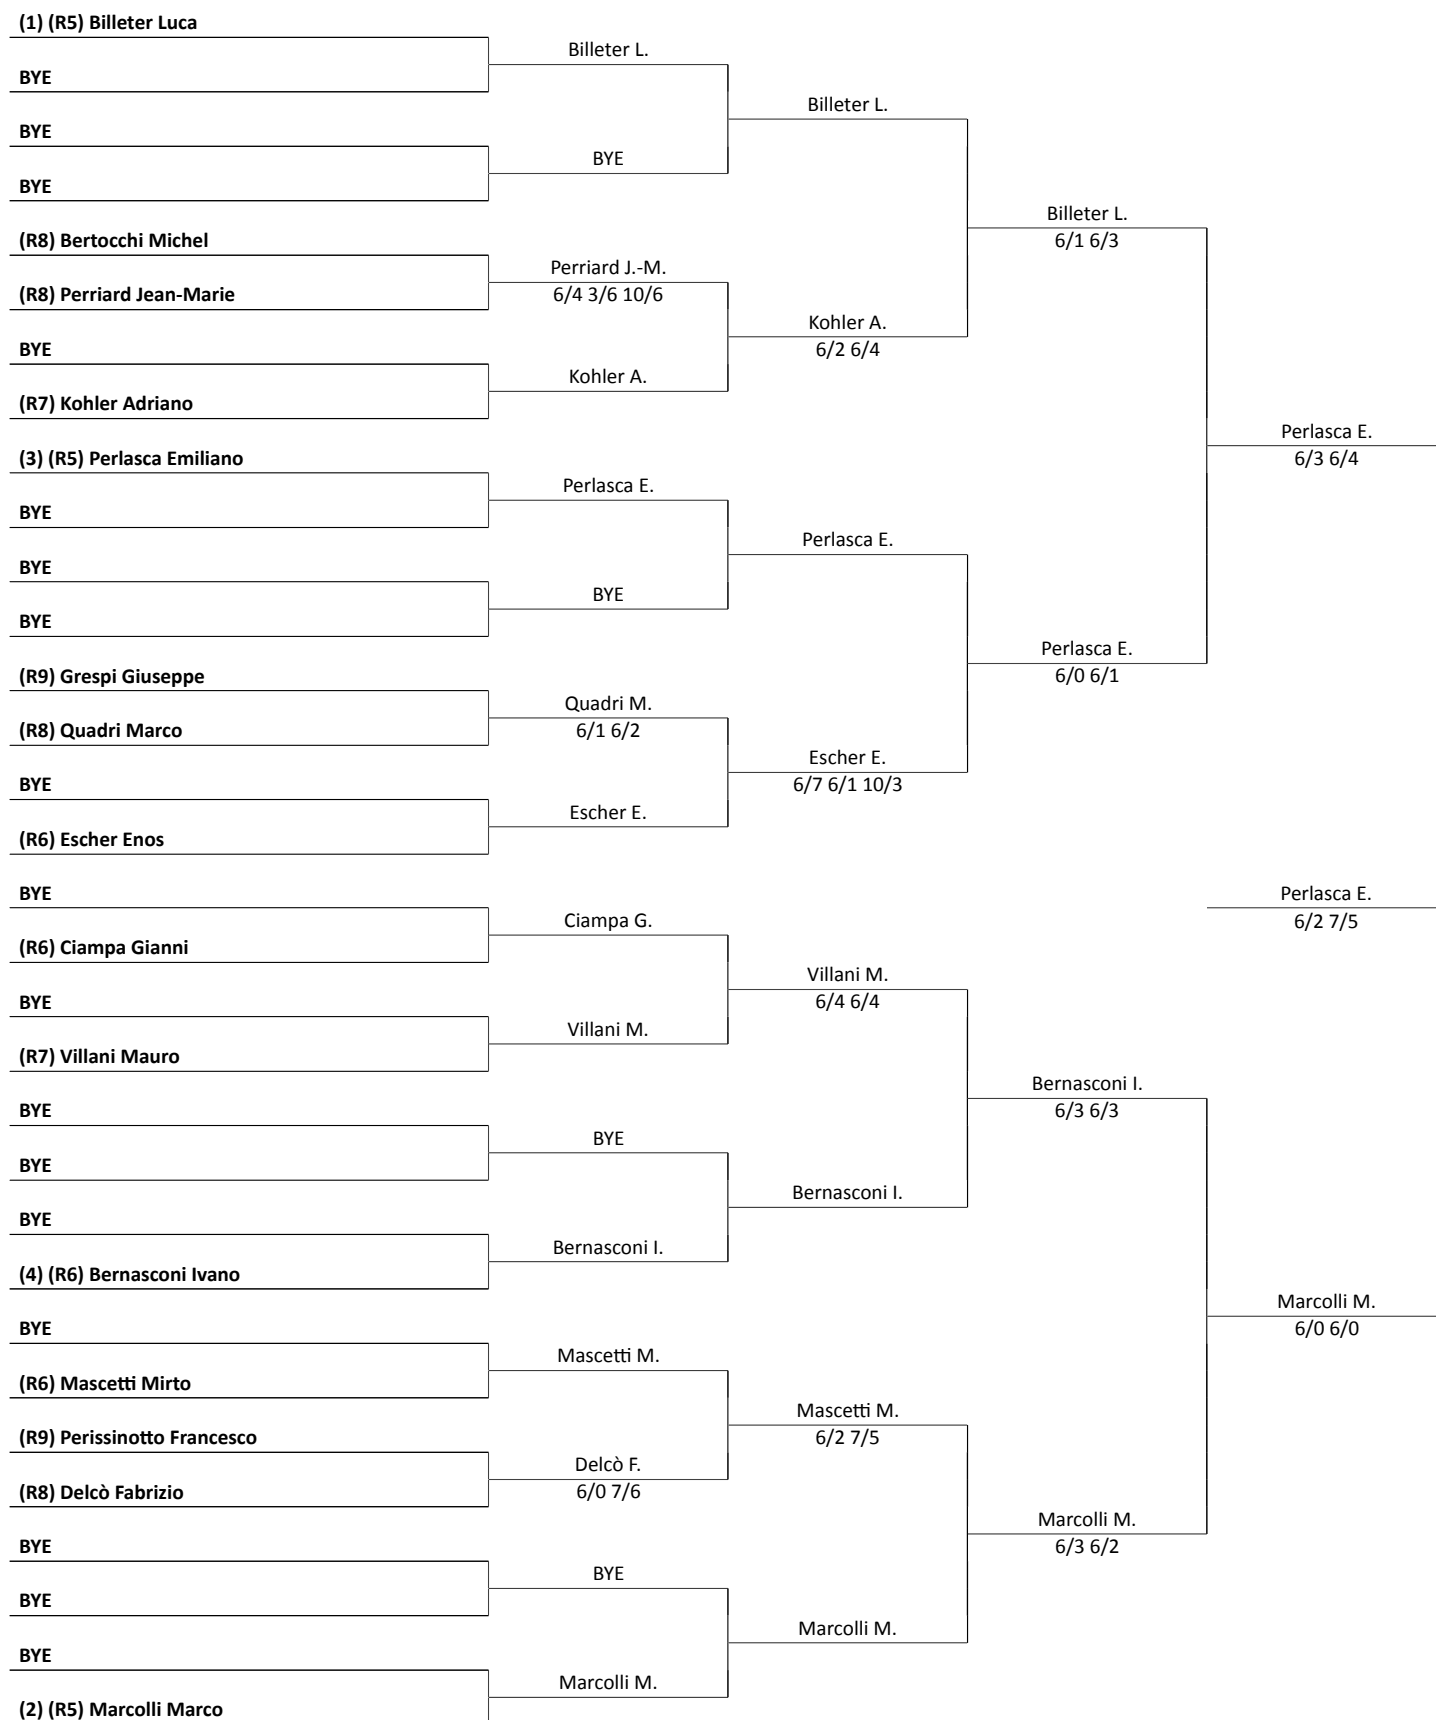 (1) (R5) Billeter Luca
BYE
BYE
BYE
(R8) Bertocchi Michel
(R8) Perriard Jean-Marie
BYE
(R7) Kohler Adriano
(3) (R5) Perlasca Emiliano
BYE
BYE
BYE
(R9) Grespi Giuseppe
(R8) Quadri Marco
BYE
(R6) Escher Enos
BYE
(R6) Ciampa Gianni
BYE
(R7) Villani Mauro
BYE
BYE
BYE
(4) (R6) Bernasconi Ivano
BYE
(R6) Mascetti Mirto
(R9) Perissinotto Francesco
(R8) Delcò Fabrizio
BYE
BYE
BYE
(2) (R5) Marcolli Marco
Billeter L.
BYE
Perriard J.-M.
6/4 3/6 10/6
Kohler A.
Perlasca E.
BYE
Quadri M.
6/1 6/2
Escher E.
Ciampa G.
Villani M.
BYE
Bernasconi I.
Mascetti M.
Delcò F.
6/0 7/6
BYE
Marcolli M.
Billeter L.
Kohler A.
6/2 6/4
Perlasca E.
Escher E.
6/7 6/1 10/3
Villani M.
6/4 6/4
Bernasconi I.
Mascetti M.
6/2 7/5
Marcolli M.
Billeter L.
6/1 6/3
Perlasca E.
6/0 6/1
Bernasconi I.
6/3 6/3
Marcolli M.
6/3 6/2
Perlasca E.
6/3 6/4
Perlasca E.
6/2 7/5
Marcolli M.
6/0 6/0